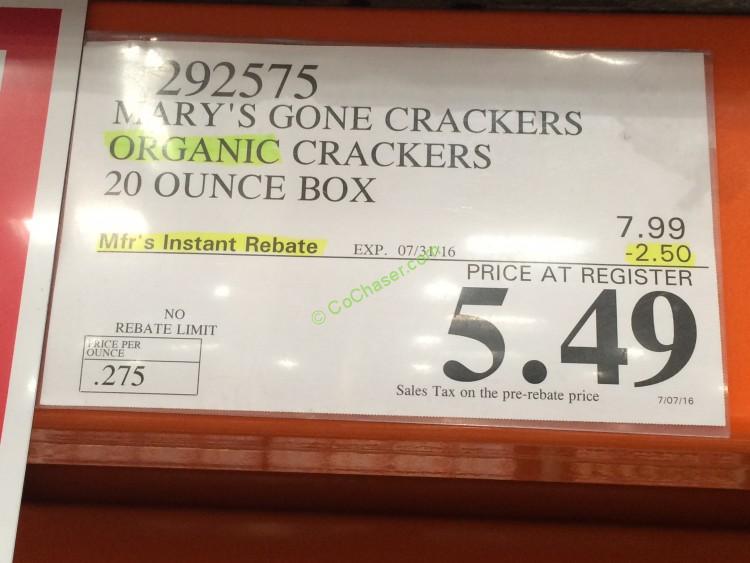 292575
MARY'S GONE CRACKERS
ORGANIC CRACKERS
20 OUNCE BOX
7.99
Mfr's Instant Rebate EXP. 07/31/16 -2.50
PRICE AT REGISTER
5.49
NO
REBATE LIMIT
PRICE PER
OUNCE
.275
Sales Tax on the pre-rebate price
7/07/16
© CoChaser.com